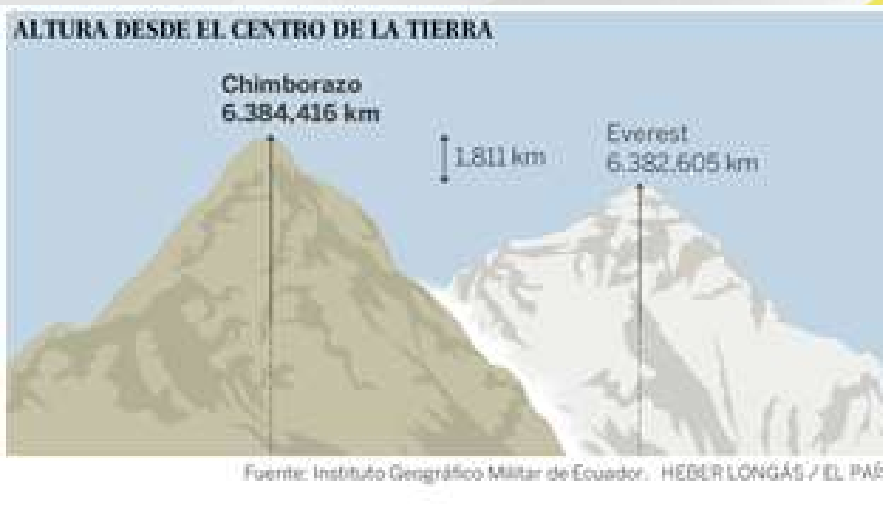 ALTURA DESDE EL CENTRO DE LA TIERRA
Chimborazo
6.384,416 km
1,811 km
Everest
6.382,605 km
Fuente: Instituto Geográfico Militar de Ecuador. HEBER LONGÁS / EL PAÍS